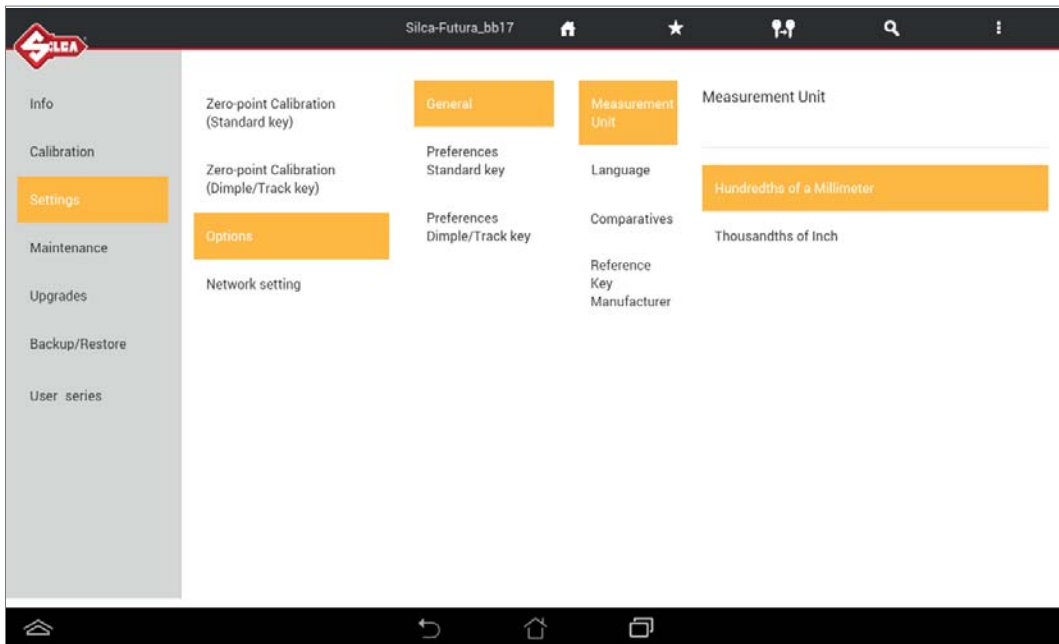 SILCA
Silca-Futura_bb17
Info
Calibration
Settings
Maintenance
Upgrades
Backup/Restore
User series
Zero-point Calibration
(Standard key)
Zero-point Calibration
(Dimple/Track key)
Options
Network setting
General
Preferences
Standard key
Preferences
Dimple/Track key
Measurement
Unit
Language
Comparatives
Reference
Key
Manufacturer
Measurement Unit
Hundredths of a Millimeter
Thousandths of Inch